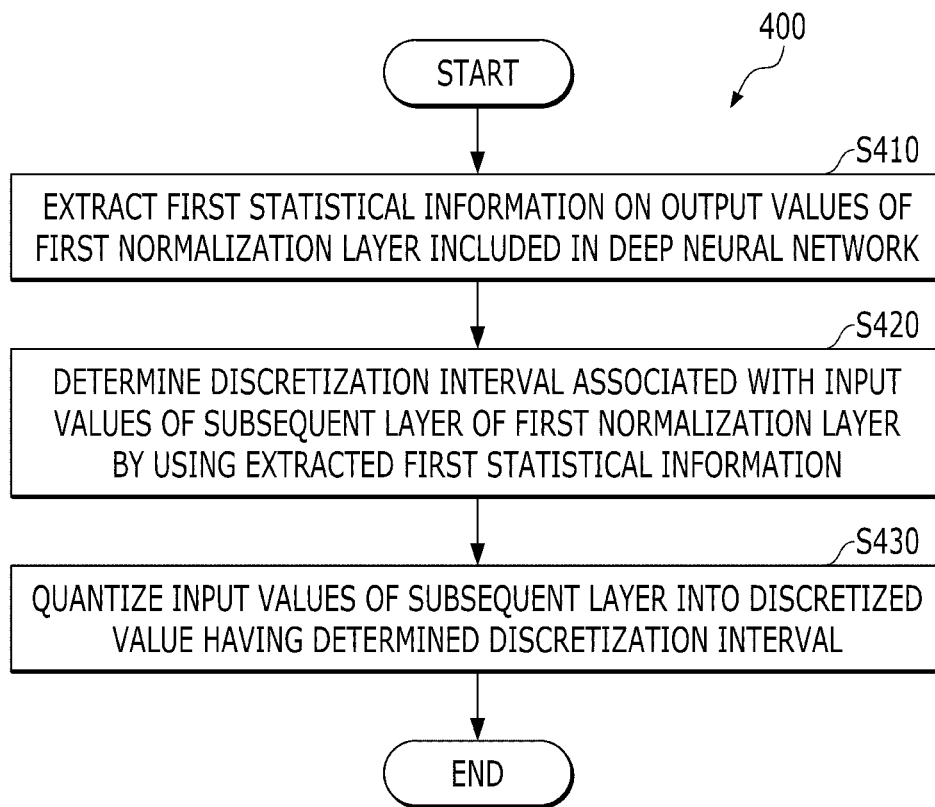 400
START
S410
EXTRACT FIRST STATISTICAL INFORMATION ON OUTPUT VALUES OF
FIRST NORMALIZATION LAYER INCLUDED IN DEEP NEURAL NETWORK
S420
DETERMINE DISCRETIZATION INTERVAL ASSOCIATED WITH INPUT
VALUES OF SUBSEQUENT LAYER OF FIRST NORMALIZATION LAYER
BY USING EXTRACTED FIRST STATISTICAL INFORMATION
S430
QUANTIZE INPUT VALUES OF SUBSEQUENT LAYER INTO DISCRETIZED
VALUE HAVING DETERMINED DISCRETIZATION INTERVAL
END